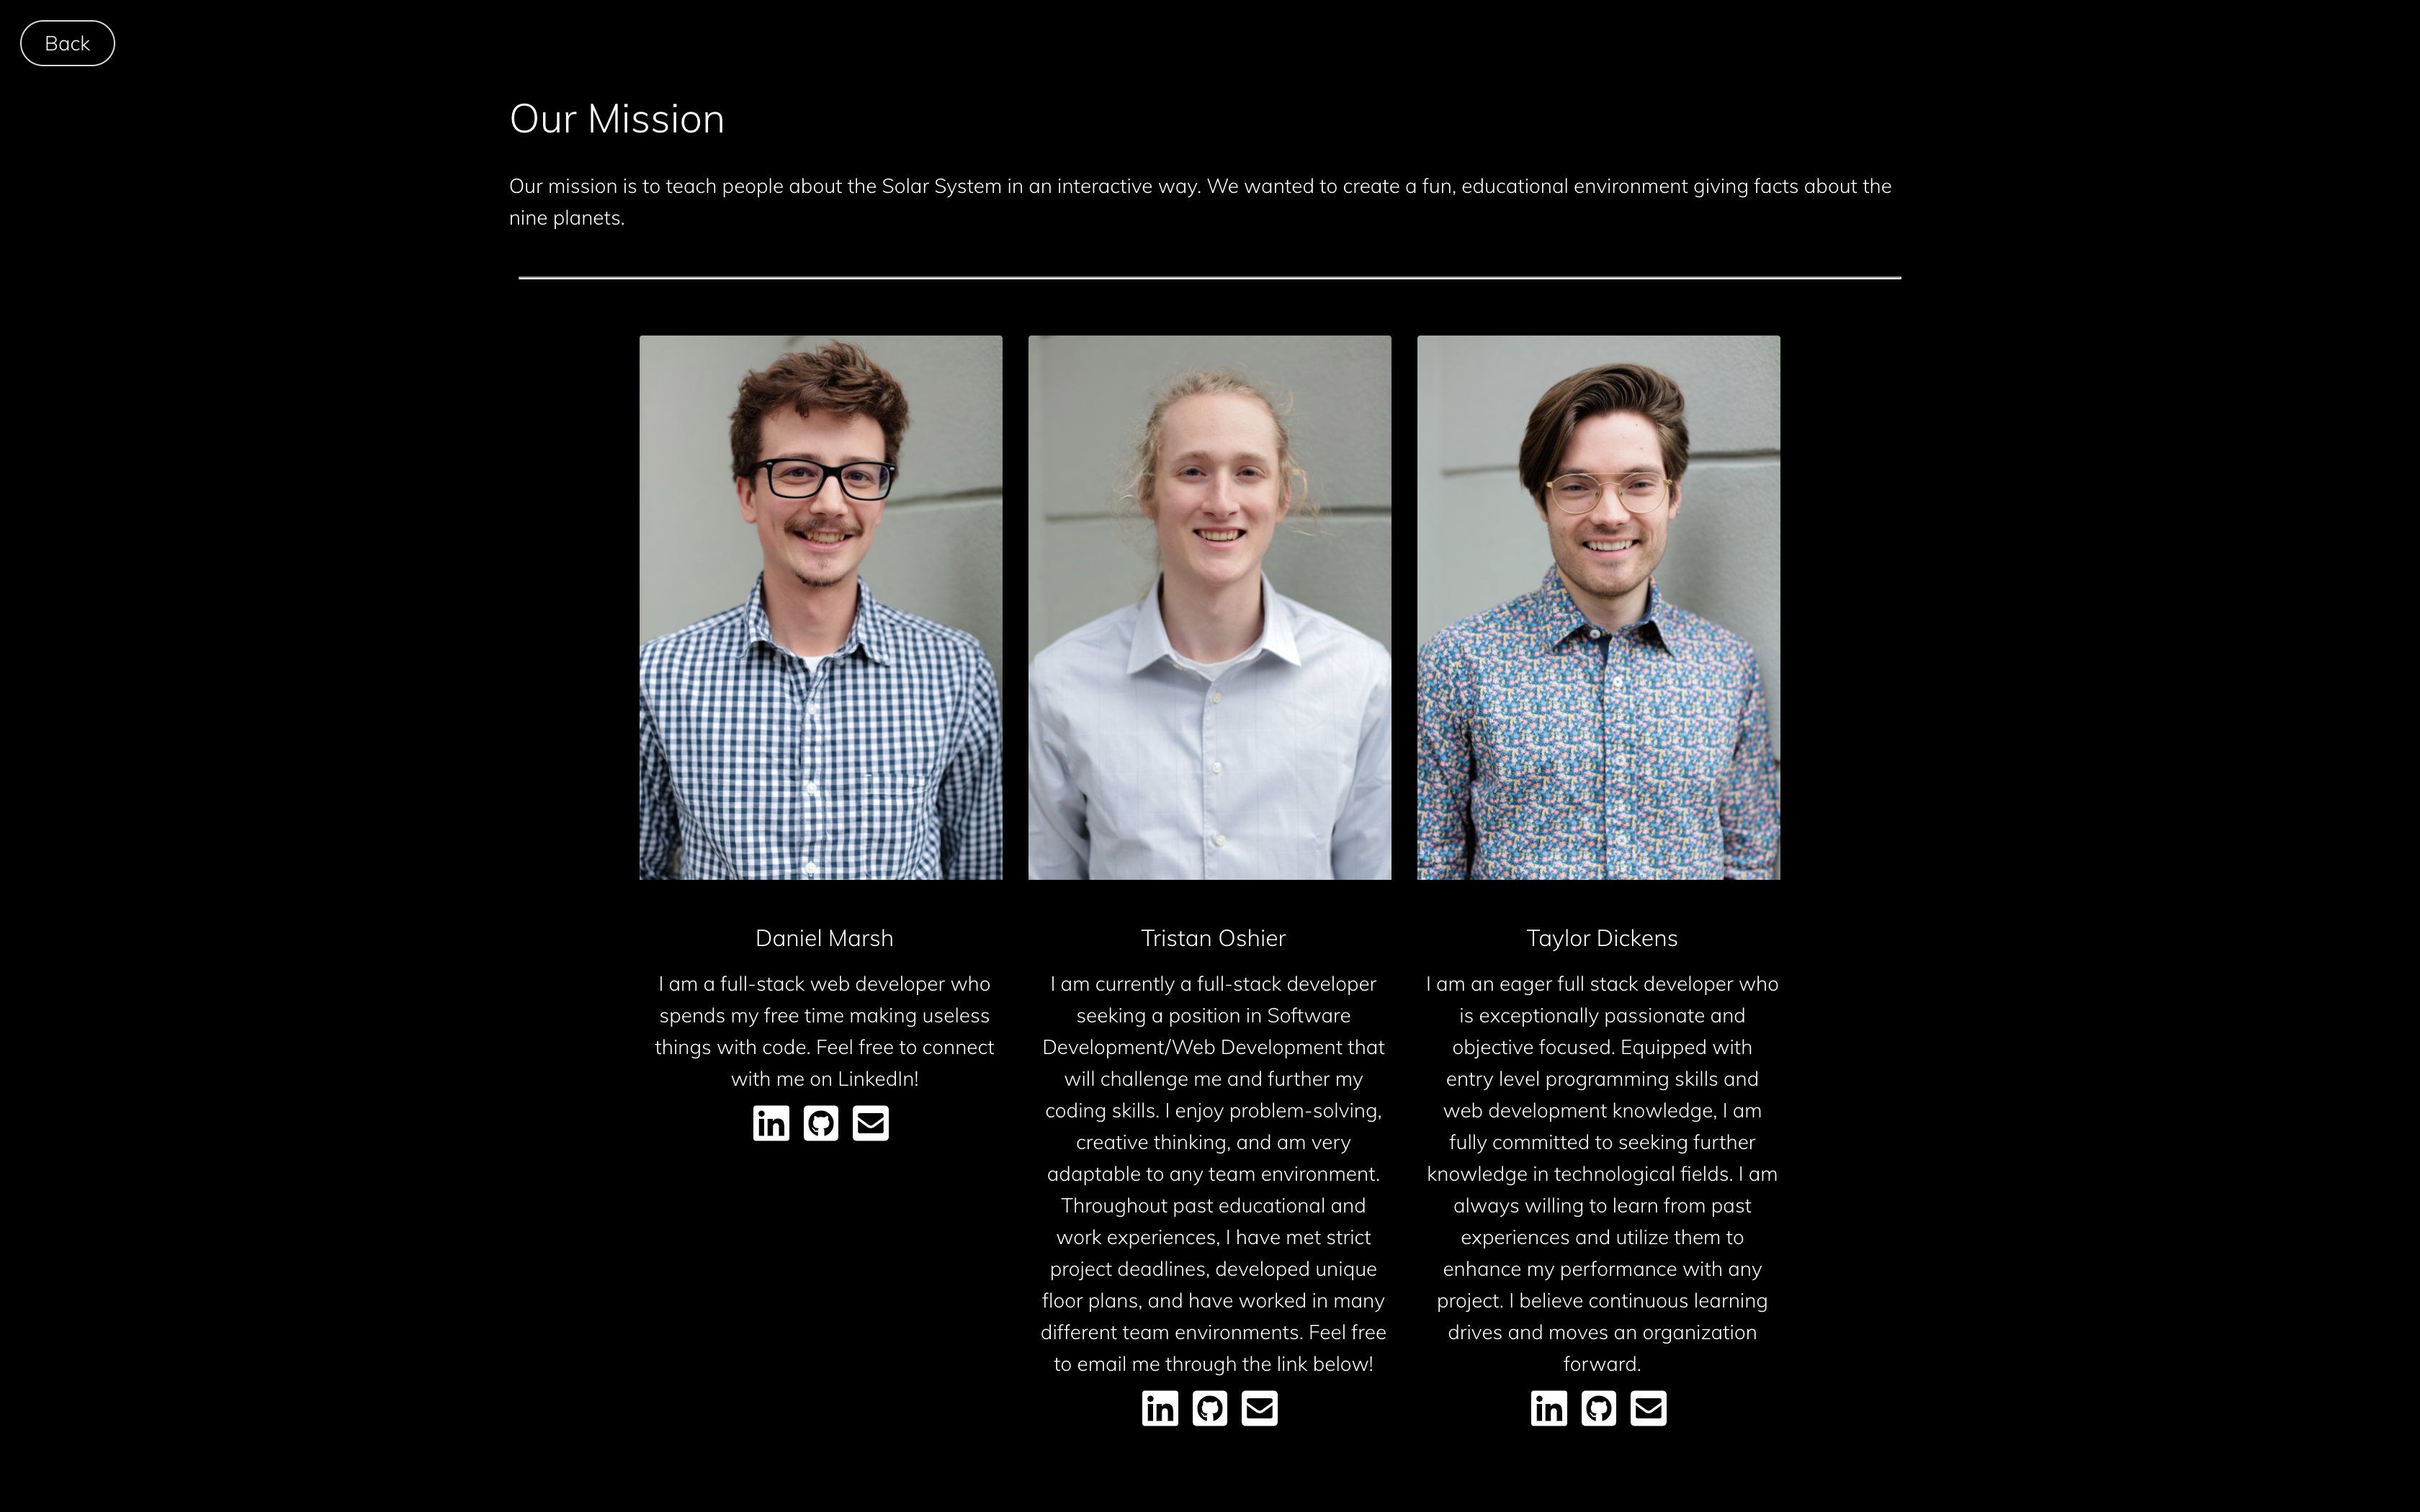 Back
Our Mission
Our mission is to teach people about the Solar System in an interactive way. We wanted to create a fun, educational environment giving facts about the
nine planets.
Daniel Marsh
I am a full-stack web developer who
spends my free time making useless
things with code. Feel free to connect
with me on LinkedIn!
in
Tristan Oshier
I am currently a full-stack developer
seeking a position in Software
Development/Web Development that
will challenge me and further my
coding skills. I enjoy problem-solving,
creative thinking, and am very
adaptable to any team environment.
Throughout past educational and
work experiences, I have met strict
project deadlines, developed unique
floor plans, and have worked in many
different team environments. Feel free
to email me through the link below!
in
Taylor Dickens
I am an eager full stack developer who
is exceptionally passionate and
objective focused. Equipped with
entry level programming skills and
web development knowledge, I am
fully committed to seeking further
knowledge in technological fields. I am
always willing to learn from past
experiences and utilize them to
enhance my performance with any
project. I believe continuous learning
drives and moves an organization
forward.
in